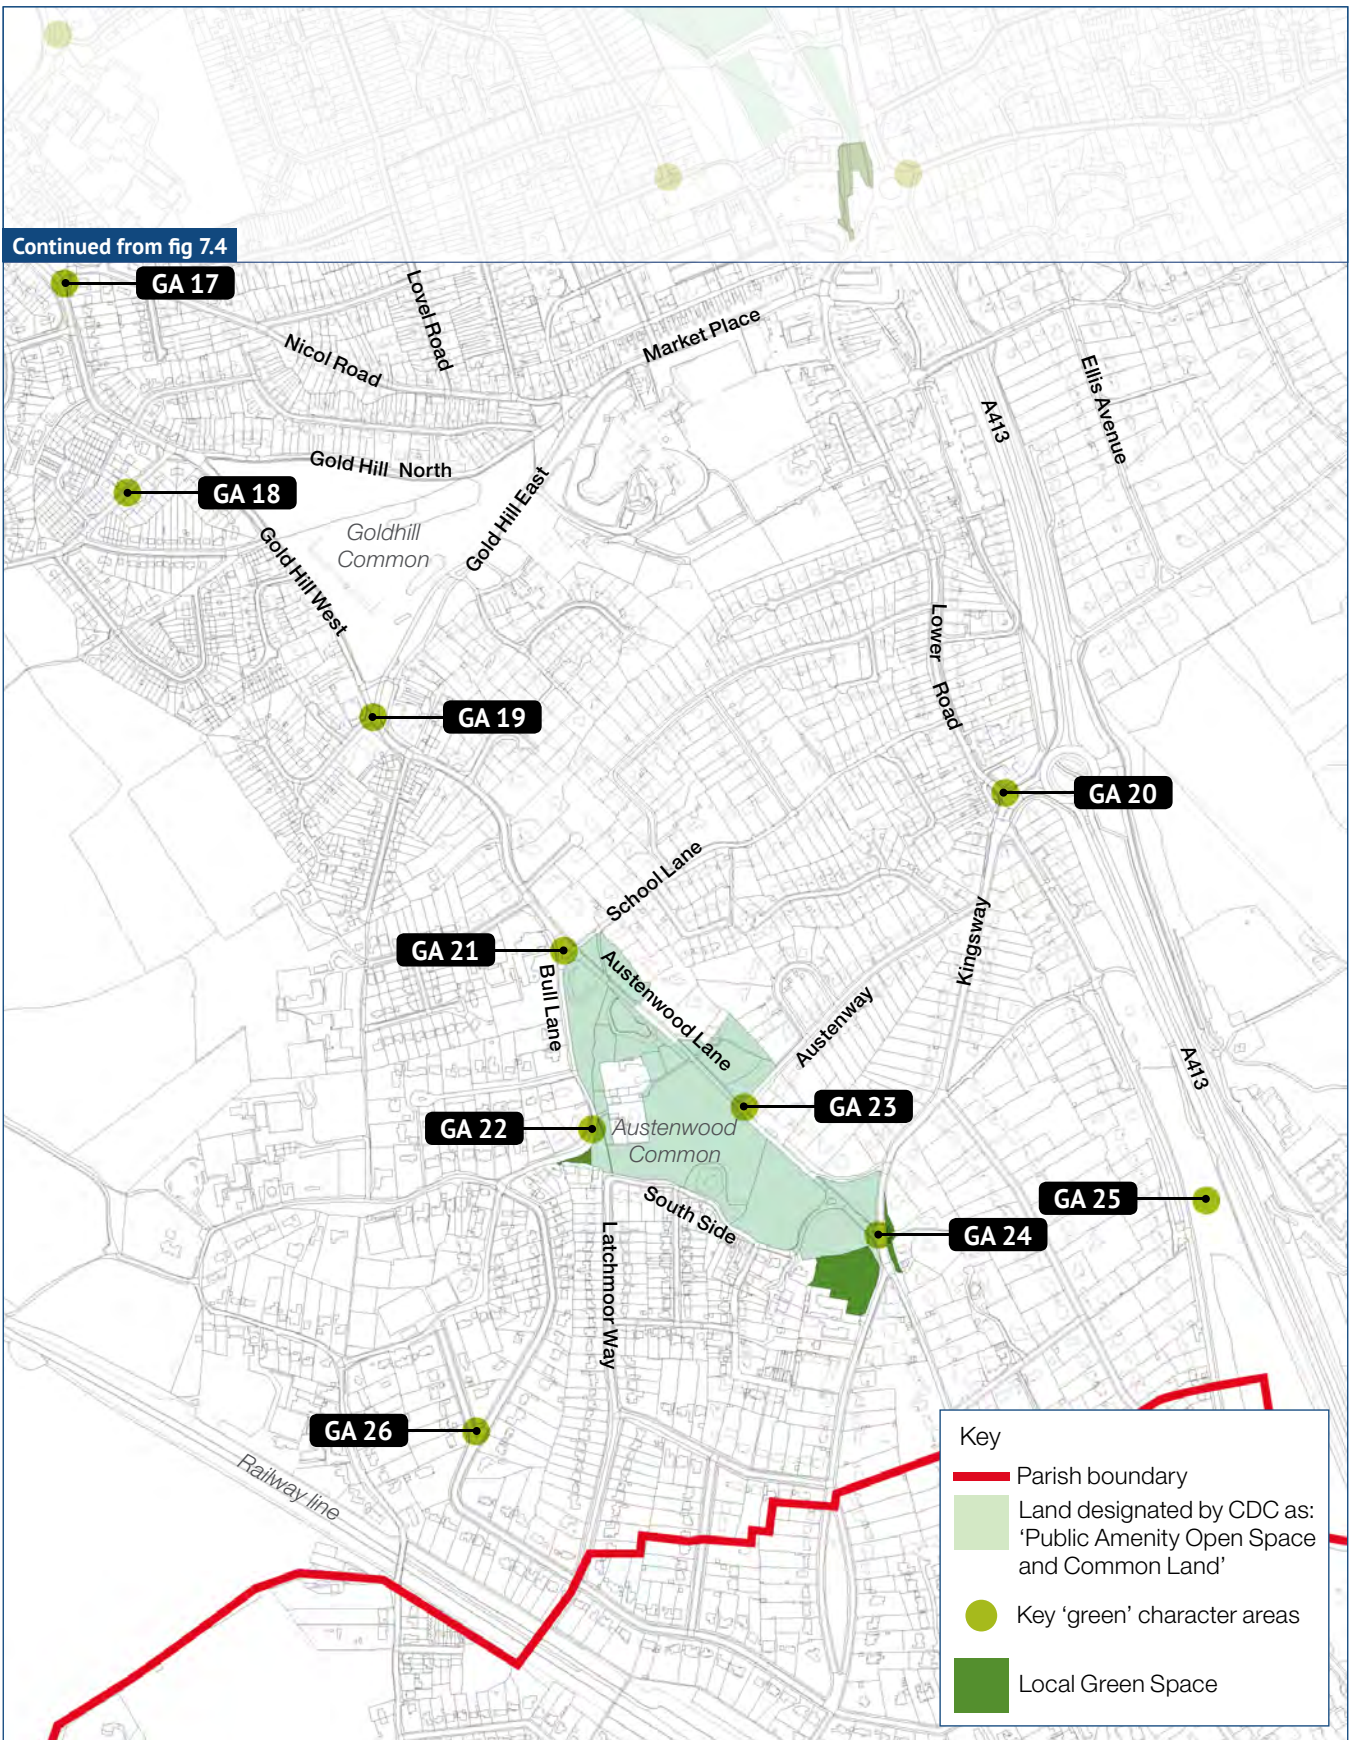 Continued from fig 7.4
GA 17
Lovel Road
Market Place
Nicol Road
Ellis Avenue
A413
Gold Hill North
Gold Hill East
GA 18
Goldhill
Common
Gold Hill West
Lower Road
GA 19
GA 20
School Lane
Kingsway
GA 21
Bull Lane
Austenwood Lane
Austenway
A413
GA 23
GA 22
Austenwood
Common
South Side
GA 25
GA 24
Latchmoor Way
GA 26
Railway line
Key
Parish boundary
Land designated by CDC as:
‘Public Amenity Open Space
and Common Land’
Key ‘green’ character areas
Local Green Space